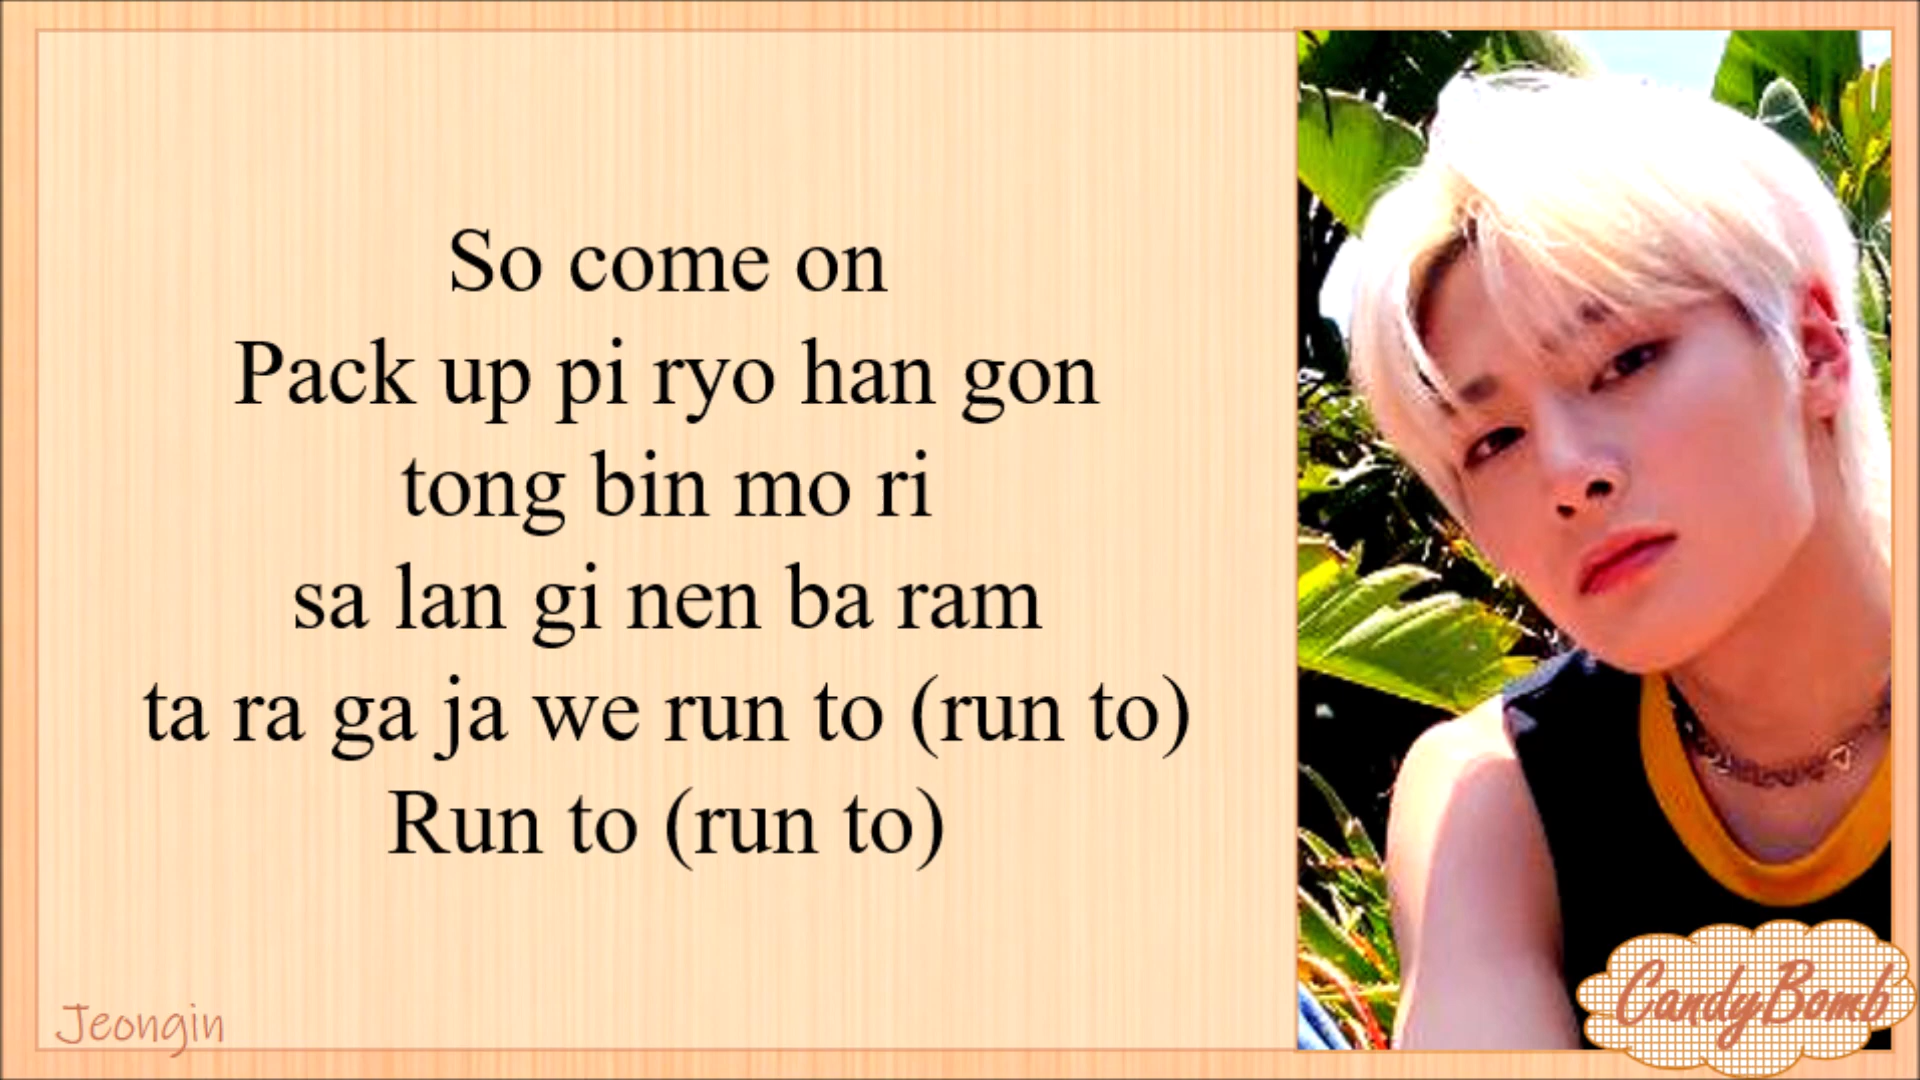 So come on
Pack up pi ryo han gon
tong bin mo ri
sa lan gi nen ba ram
ta ra ga ja we run to (run to)
Run to (run to)
Jeongin
CandyBomb